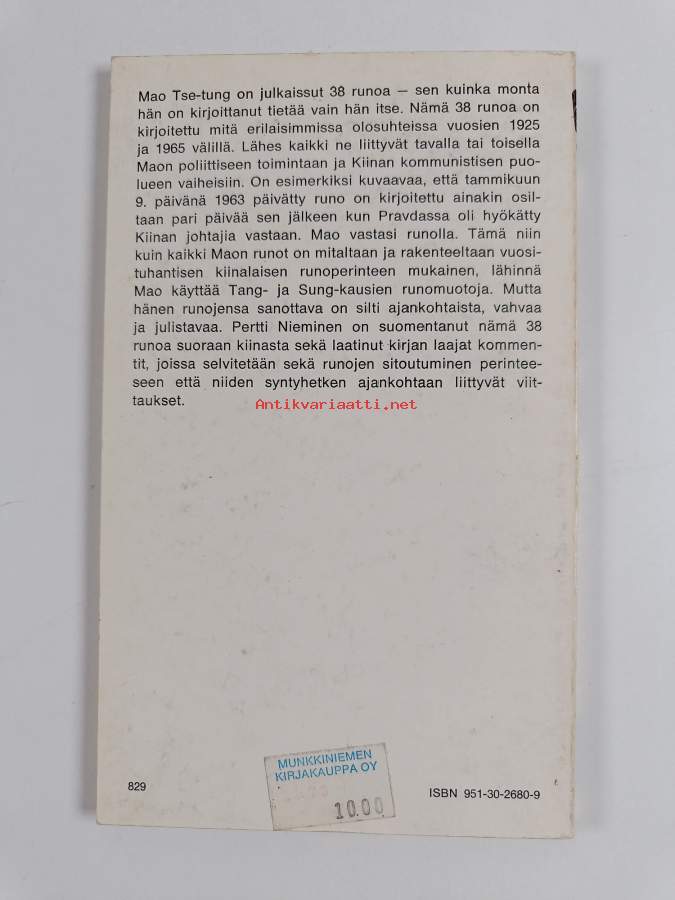 Mao Tse-tung on julkaissut 38 runoa — sen kuinka monta
hän on kirjoittanut tietää vain hän itse. Nämä 38 runoa on
kirjoitettu mitä erilaisimmissa olosuhteissa vuosien 1925
ja 1965 välillä. Lähes kaikki ne liittyvät tavalla tai toisella
Maon poliittiseen toimintaan ja Kiinan kommunistisen puo-
lueen vaiheisiin. On esimerkiksi kuvaavaa, että tammikuun
9. päivänä 1963 päivätty runo on kirjoitettu ainakin osil-
taan pari päivää sen jälkeen kun Pravdassa oli hyökätty
Kiinan johtajia vastaan. Mao vastasi runolla. Tämä niin
kuin kaikki Maon runot on mitaltaan ja rakenteeltaan vuosi-
tuhantisen kiinalaisen runoperinteen mukainen, lähinnä
Mao käyttää Tang- ja Sung-kausien runomuotoja. Mutta
hänen runojensa sanottava on silti ajankohtaista, vahvaa
ja julistavaa. Pertti Nieminen on suomentanut nämä 38
runoa suoraan kiinasta sekä laatinut kirjan laajat kommen-
tit, joissa selvitetään sekä runojen sitoutuminen perintee-
seen että niiden syntyhetken ajankohtaan liittyvät viit-
taukset.
Antikvariaatti.net
MUNKKINIEMEN
KIRJAKAUPPA OY
10.00
829
ISBN 951-30-2680-9